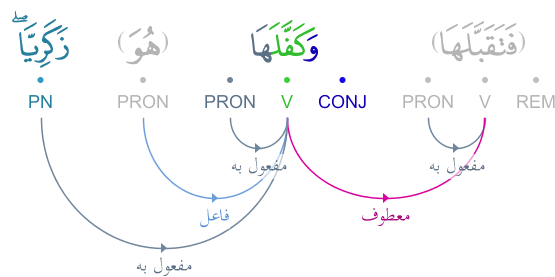 (فَتَقَبَّلَهَا) وَكَفَّلَهَا (هُوَ) زَكَرِيَّا ۖ
REM V PRON CONJ V PRON PRON PN
مفعول به مفعول به
معطوف فاعل
مفعول به